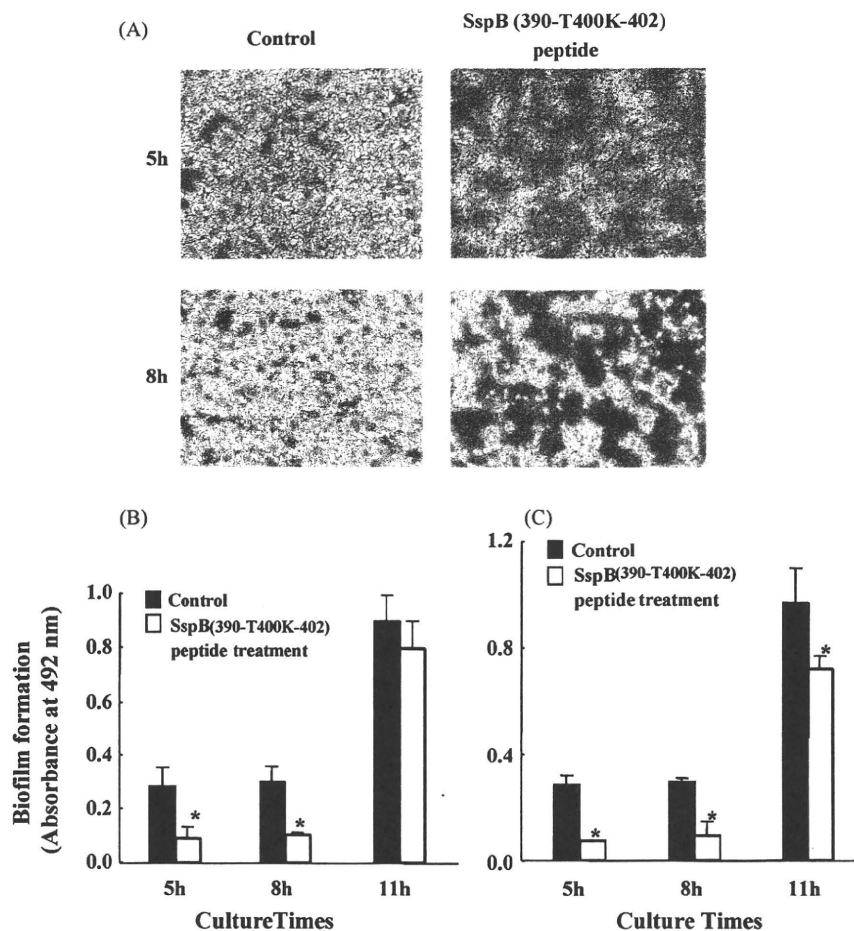 (A)
Control
SspB (390-T400K-402)
peptide
5h
8h
(B)
Control
SspB(390-T400K-402)
peptide treatment
Biofilm formation
(Absorbance at 492 nm)
1.0
0.8
0.6
0.4
0.2
0.0
*
*
5h
8h
11h
CultureTimes
(C)
Control
SspB(390-T400K-402)
peptide treatment
1.2
0.8
0.4
0
*
*
*
5h
8h
11h
Culture Times